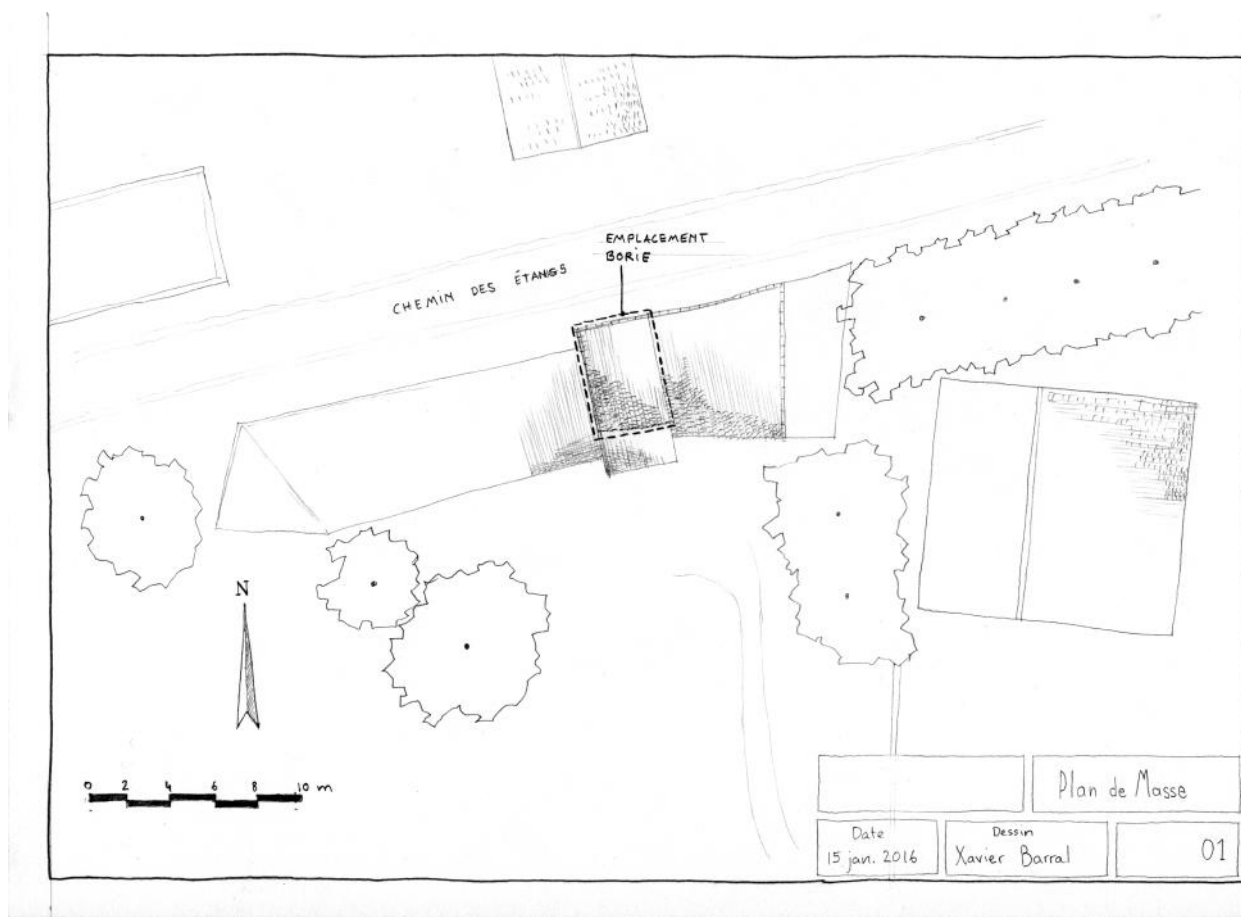 EMPLACEMENT
BORIE
CHEMIN DES ÉTANGS
N
0 2 4 6 8 10 m
Plan de Masse
Date
15 jan. 2016
Dessin
Xavier Barral
01